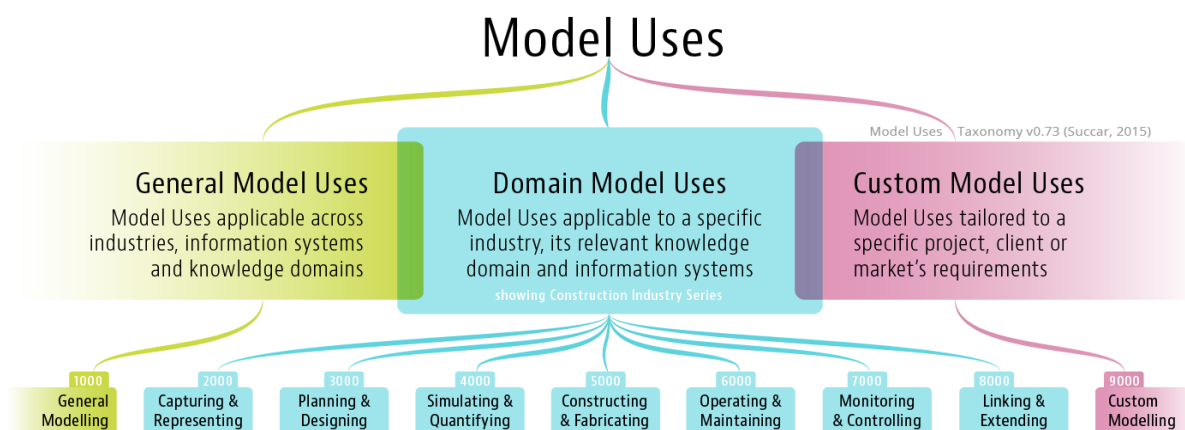 Model Uses
Model Uses Taxonomy v0.73 (Succar, 2015)
General Model Uses
Model Uses applicable across
industries, information systems
and knowledge domains
Domain Model Uses
Model Uses applicable to a specific
industry, its relevant knowledge
domain and information systems
showing Construction Industry Series
Custom Model Uses
Model Uses tailored to a
specific project, client or
market's requirements
1000
General
Modelling
2000
Capturing &
Representing
3000
Planning &
Designing
4000
Simulating &
Quantifying
5000
Constructing
& Fabricating
6000
Operating &
Maintaining
7000
Monitoring
& Controlling
8000
Linking &
Extending
9000
Custom
Modelling